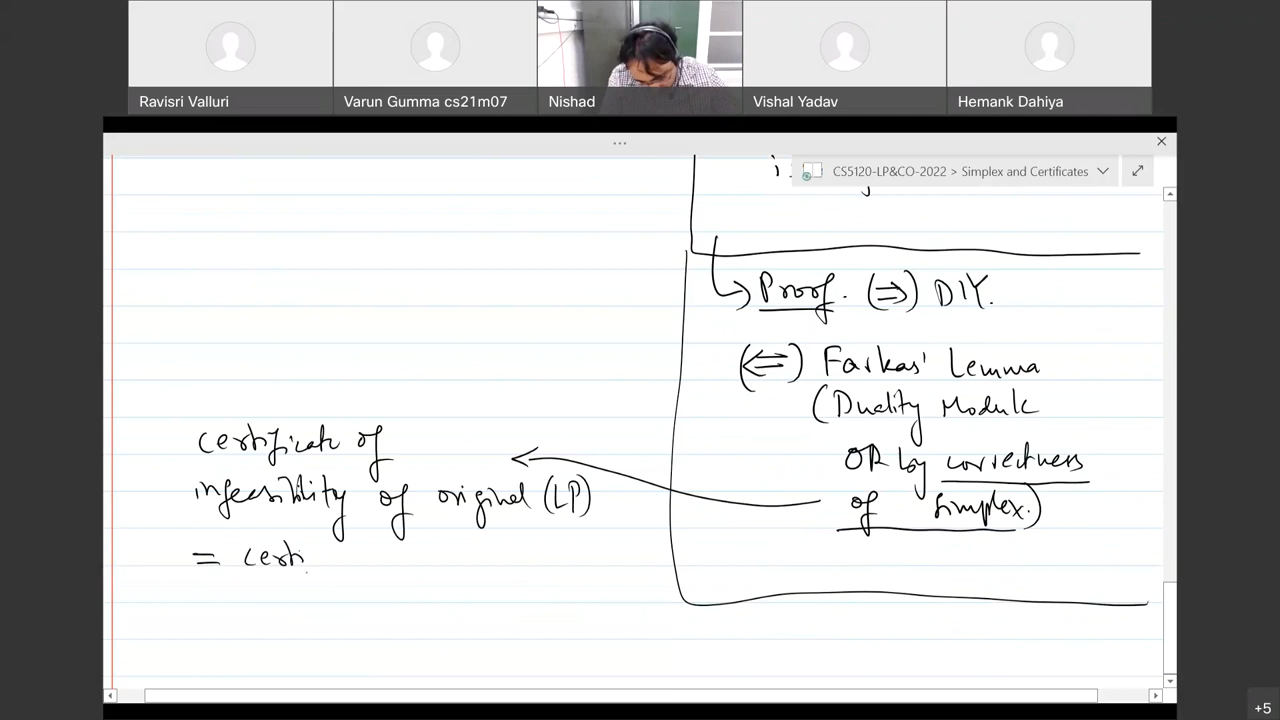 Ravisri Valluri
Varun Gumma cs21m07
Nishad
Vishal Yadav
Hemank Dahiya
...
CS5120-LP&CO-2022 > Simplex and Certificates
Proof. (⇒) DIY.
(⇐) Farkas' Lemma
(Duality Module
OR by correctness
of simplex.)
certificate of
infeasibility of original (LP)
= certi
+5